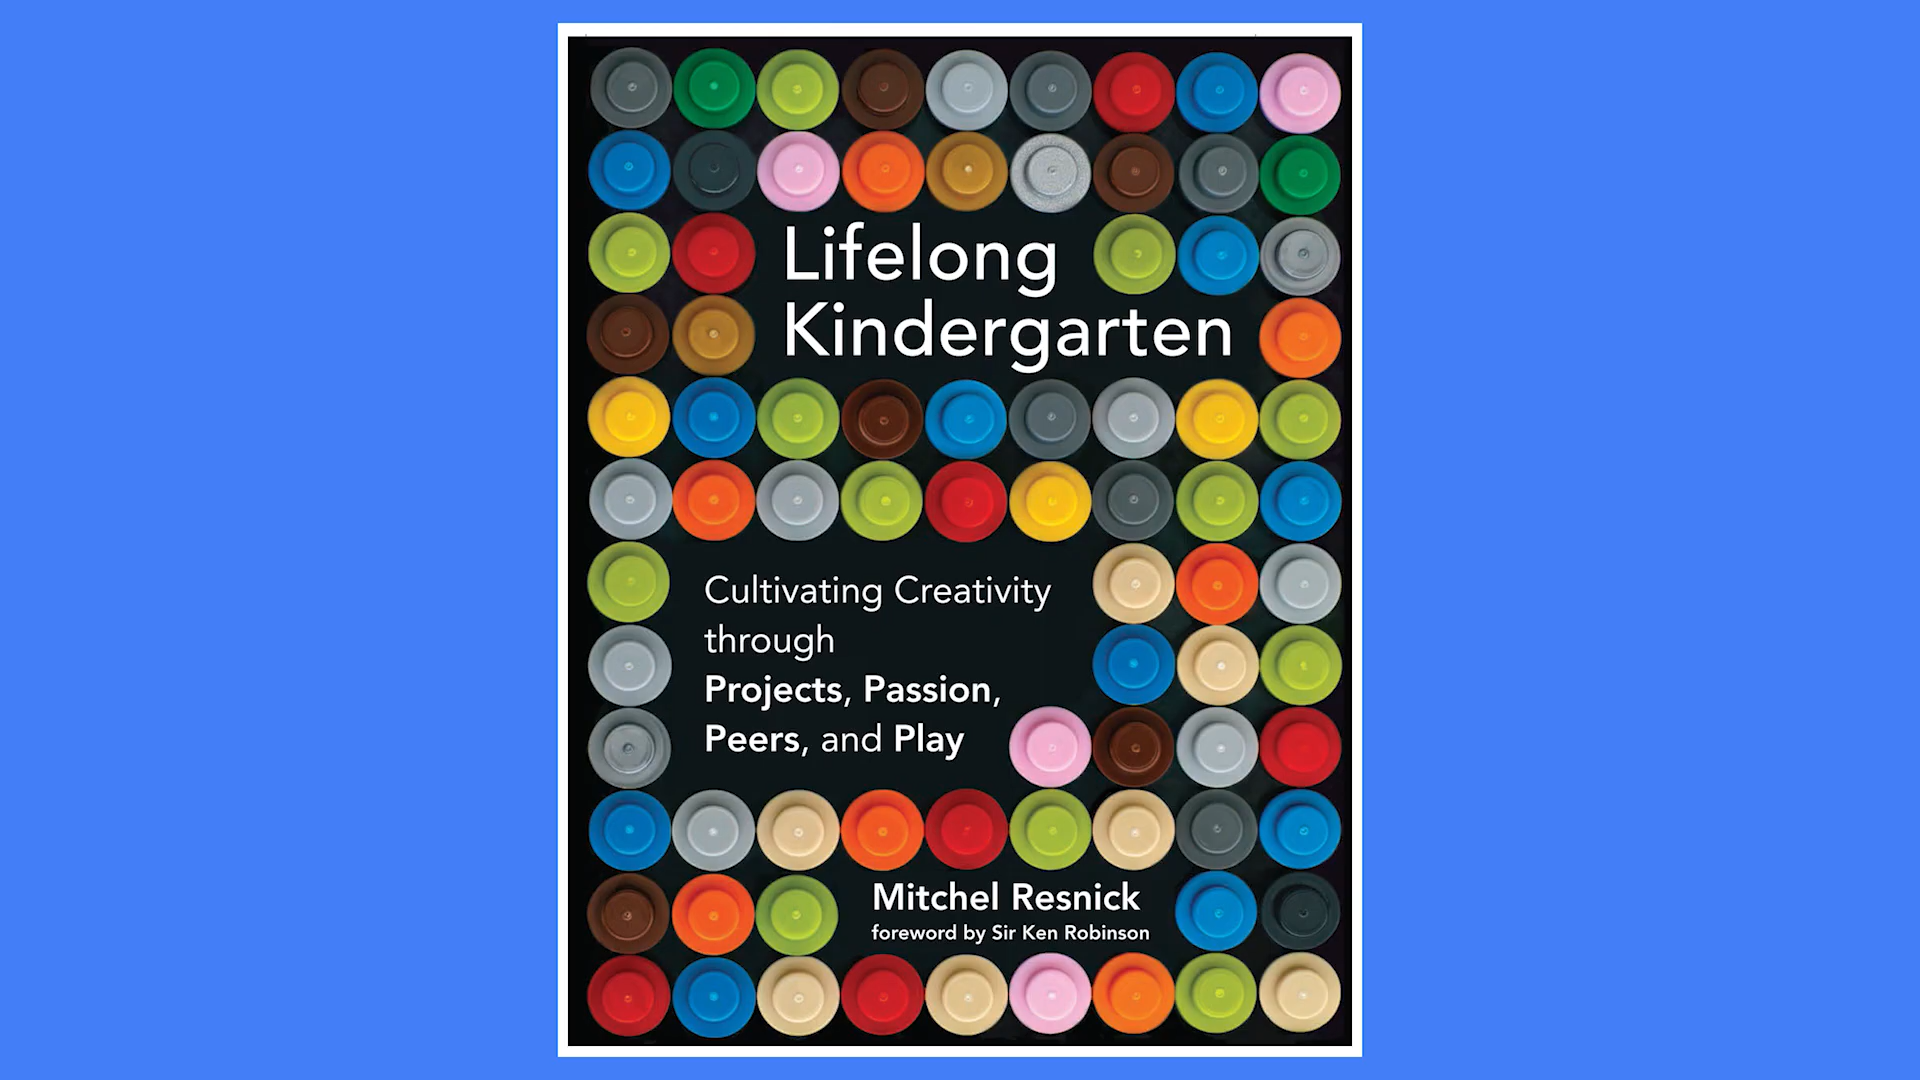 Lifelong
Kindergarten
Cultivating Creativity
through
Projects, Passion,
Peers, and Play
Mitchel Resnick
foreword by Sir Ken Robinson